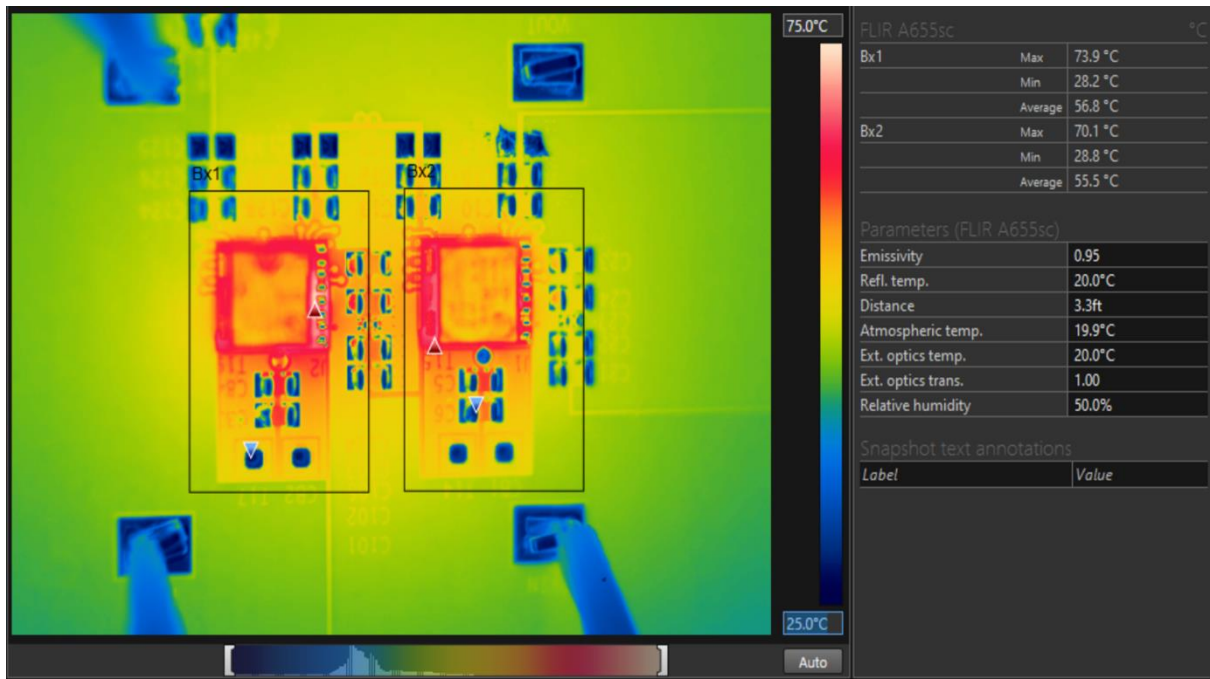 75.0°C
Bx1
Bx2
25.0°C
Auto
FLIR A655sc °C
Bx1 Max 73.9 °C
Min 28.2 °C
Average 56.8 °C
Bx2 Max 70.1 °C
Min 28.8 °C
Average 55.5 °C
Parameters (FLIR A655sc)
Emissivity 0.95
Refl. temp. 20.0°C
Distance 3.3ft
Atmospheric temp. 19.9°C
Ext. optics temp. 20.0°C
Ext. optics trans. 1.00
Relative humidity 50.0%
Snapshot text annotations
Label Value